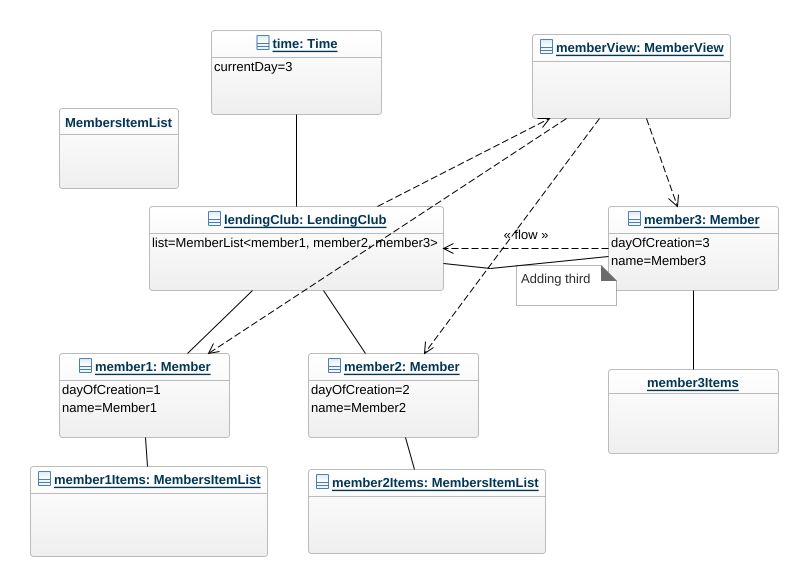 time: Time
currentDay=3
memberView: MemberView
MembersItemList
lendingClub: LendingClub
list=MemberList<member1, member2, member3>
« flow »
member3: Member
dayOfCreation=3
name=Member3
Adding third
member1: Member
dayOfCreation=1
name=Member1
member2: Member
dayOfCreation=2
name=Member2
member3Items
member1Items: MembersItemList
member2Items: MembersItemList